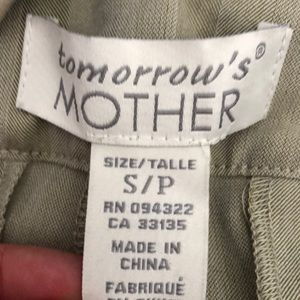 tomorrow's®
MOTHER
SIZE/TALLE
S/P
RN 094322
CA 33135
MADE IN
CHINA
FABRIQUÉ